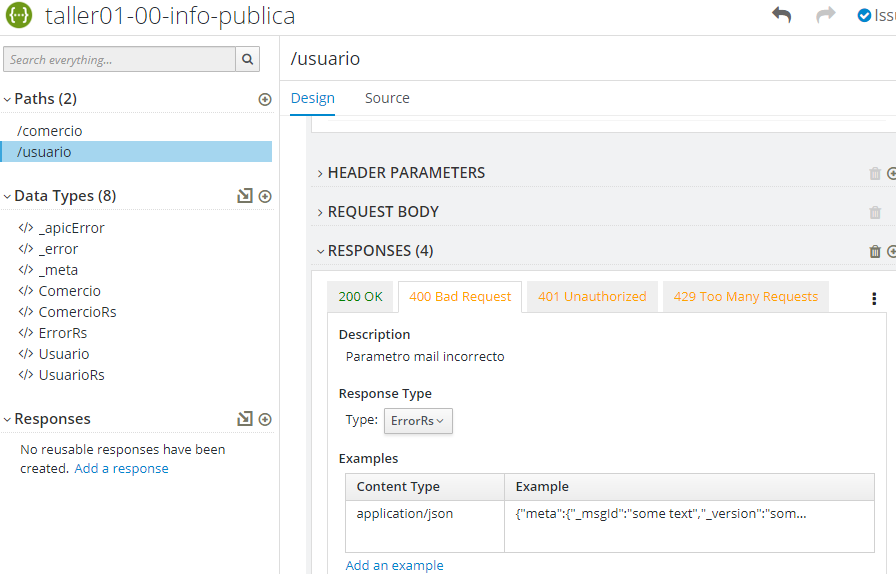 taller01-00-info-publica
Issu
Search everything...
Paths (2)
/comercio
/usuario
Data Types (8)
</> _apicError
</> _error
</> _meta
</> Comercio
</> ComercioRs
</> ErrorRs
</> Usuario
</> UsuarioRs
Responses
No reusable responses have been
created. Add a response
/usuario
Design Source
HEADER PARAMETERS
REQUEST BODY
RESPONSES (4)
200 OK 400 Bad Request 401 Unauthorized 429 Too Many Requests
Description
Parametro mail incorrecto
Response Type
Type: ErrorRs
Examples
Content Type Example
application/json {"meta":{"_msgId":"some text","_version":"som...
Add an example